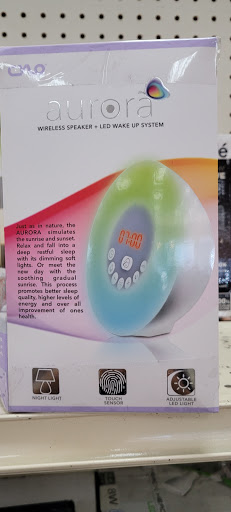 aurora
WIRELESS SPEAKER + LED WAKE UP SYSTEM
Just as in nature, the
AURORA simulates
the sunrise and sunset.
Relax and fall into a
deep restful sleep
with its dimming soft
lights. Or meet the
new day with the
soothing gradual
sunrise. This process
promotes better sleep
quality, higher levels of
energy and over all
improvement of ones
health.
07:00
NIGHT LIGHT
TOUCH
SENSOR
ADJUSTABLE
LED LIGHT